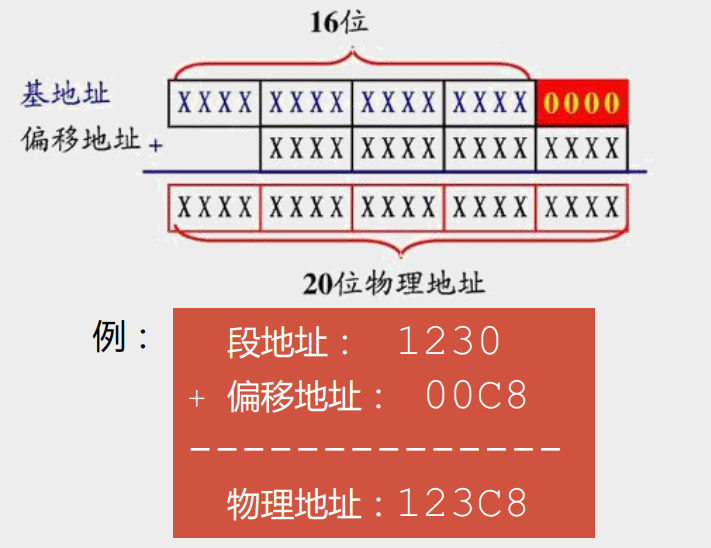 16位
基地址 XXXX XXXX XXXX XXXX 0000
偏移地址 + XXXX XXXX XXXX XXXX
XXXX XXXX XXXX XXXX XXXX
20位物理地址
例：
段地址： 1230
+ 偏移地址： 00C8
--------------
物理地址：123C8